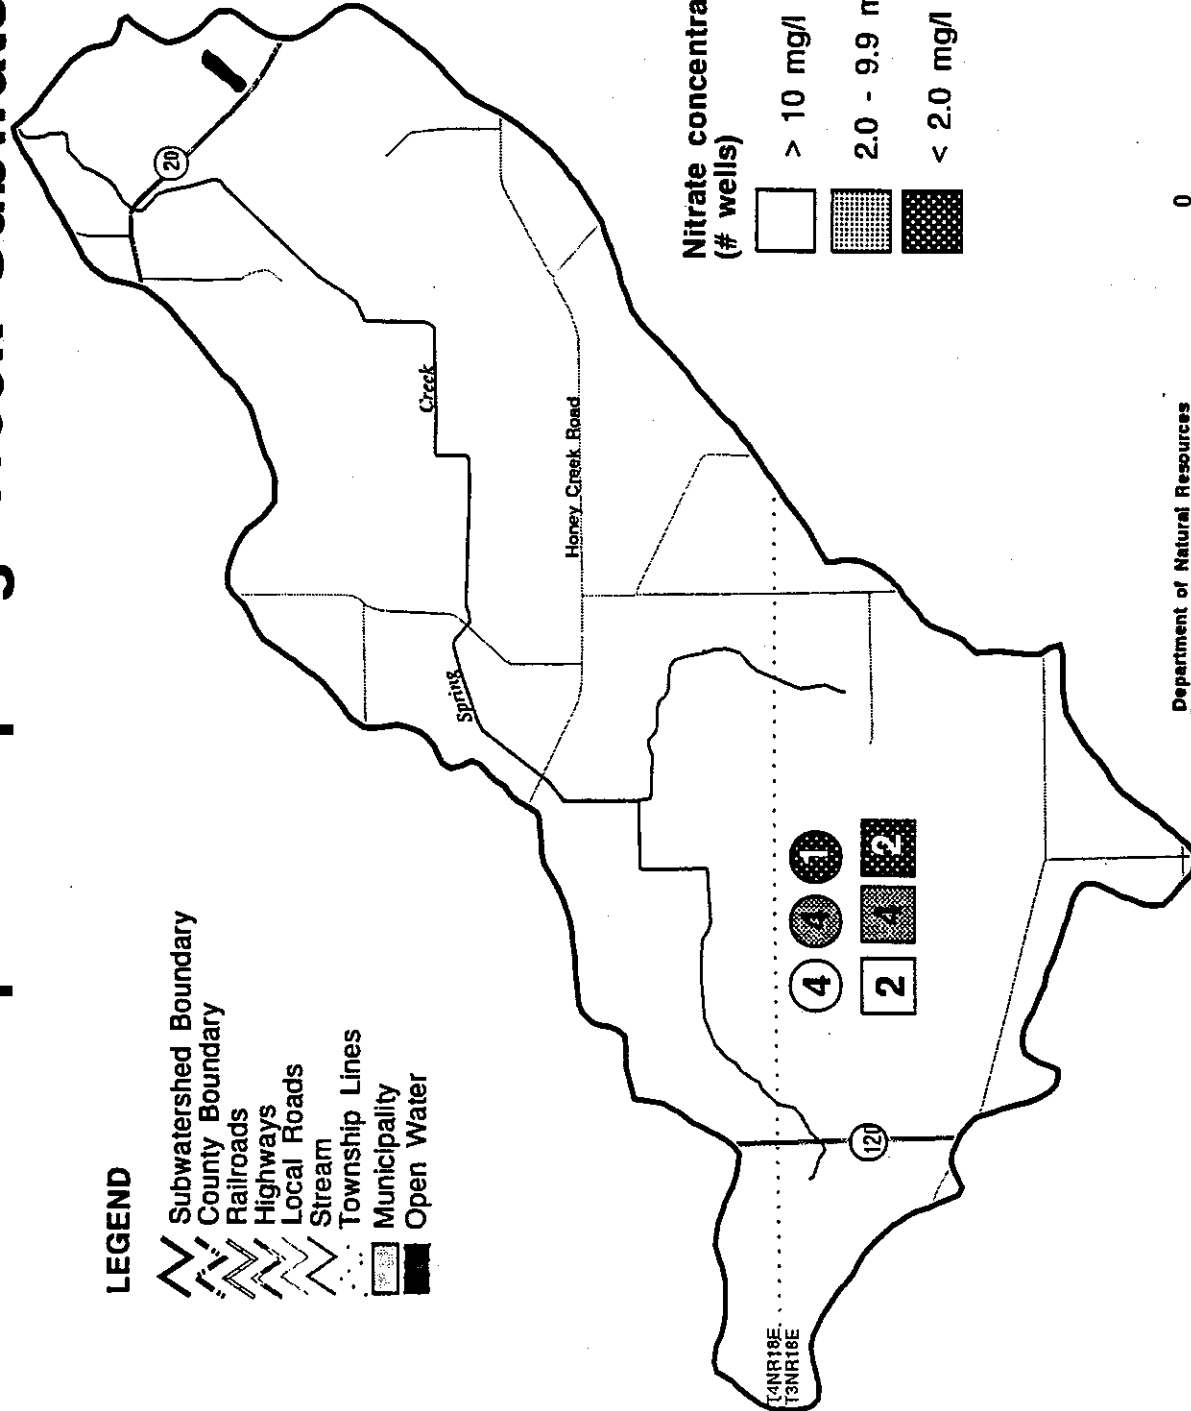 LEGEND
Subwatershed Boundary
County Boundary
Railroads
Highways
Local Roads
Stream
Township Lines
Municipality
Open Water
20
Creek
Spring
Honey Creek Road
120
T4NR18E
T3NR18E
4 4 1
2 4 2
Nitrate concentra
(# wells)
> 10 mg/l
2.0 - 9.9 m
< 2.0 mg/l
0
Department of Natural Resources